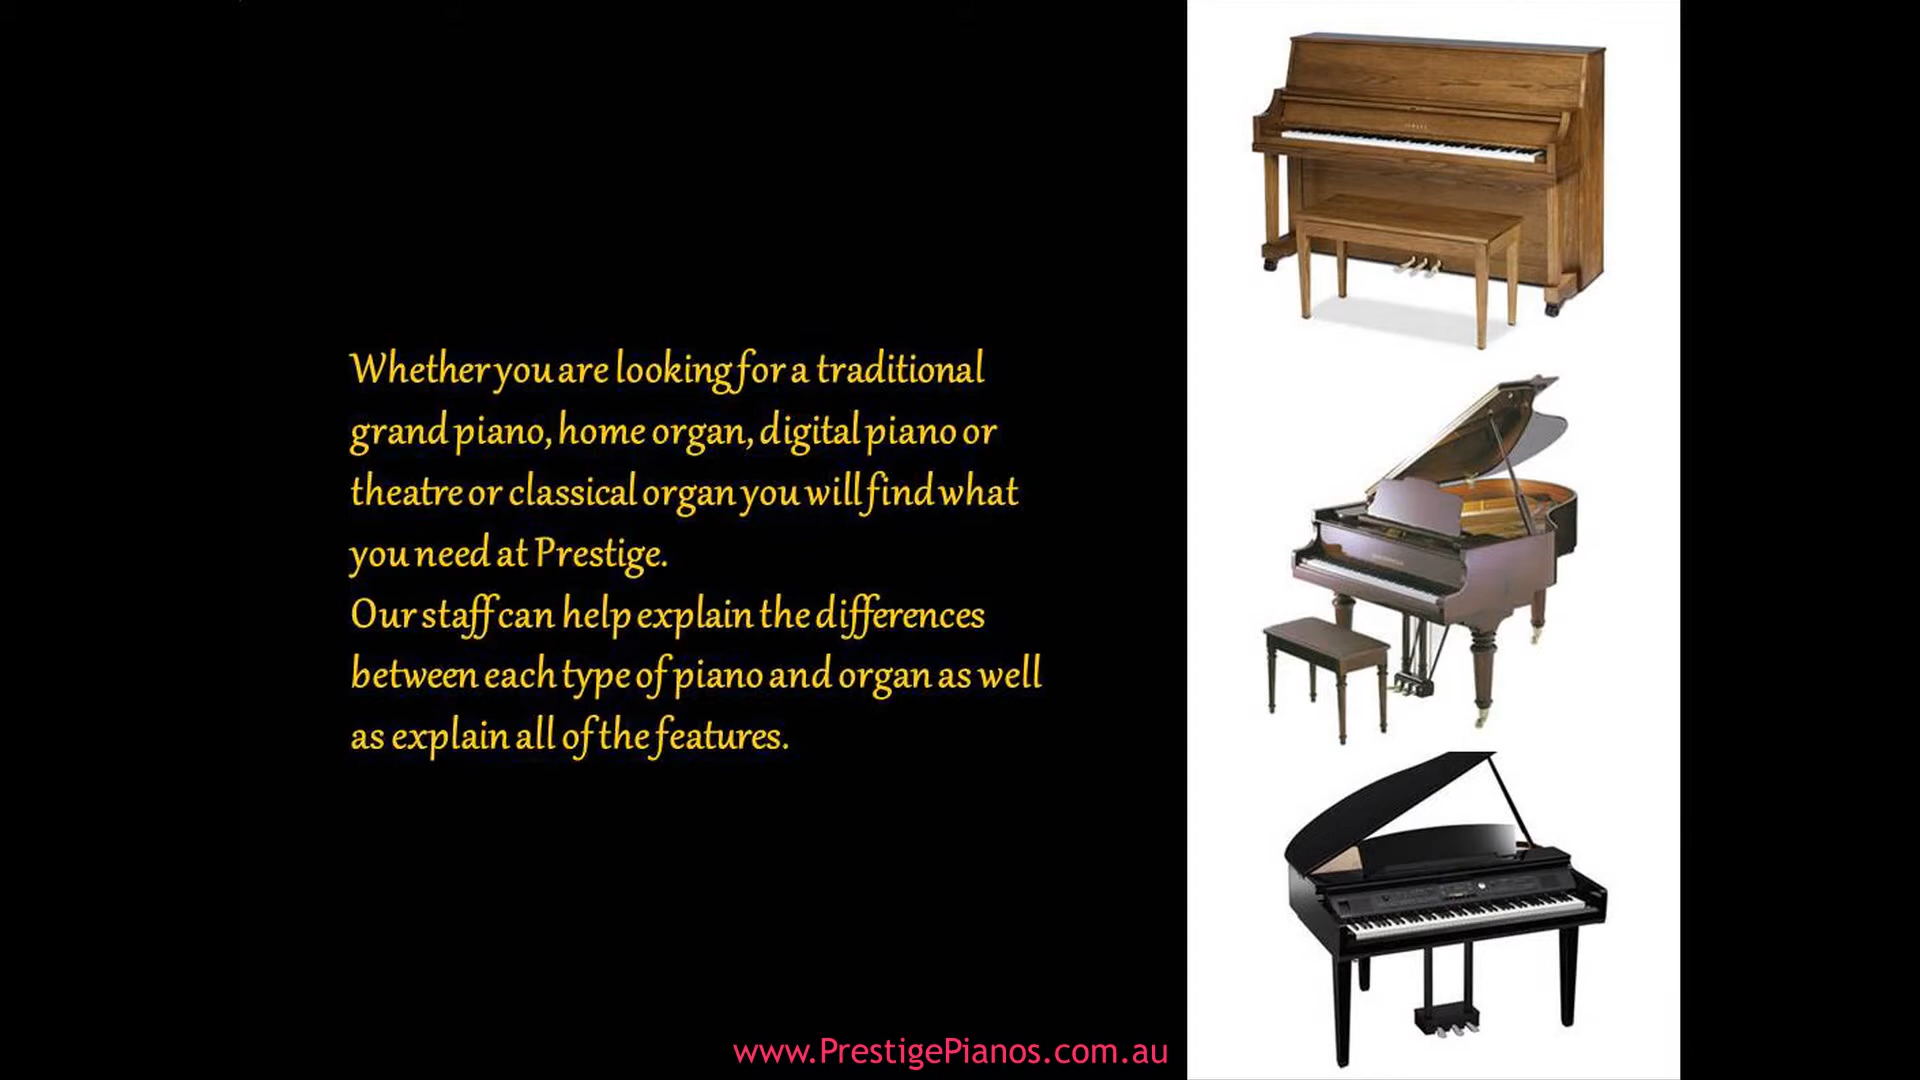 Whether you are looking for a traditional
grand piano, home organ, digital piano or
theatre or classical organ you will find what
you need at Prestige.
Our staff can help explain the differences
between each type of piano and organ as well
as explain all of the features.
www.PrestigePianos.com.au